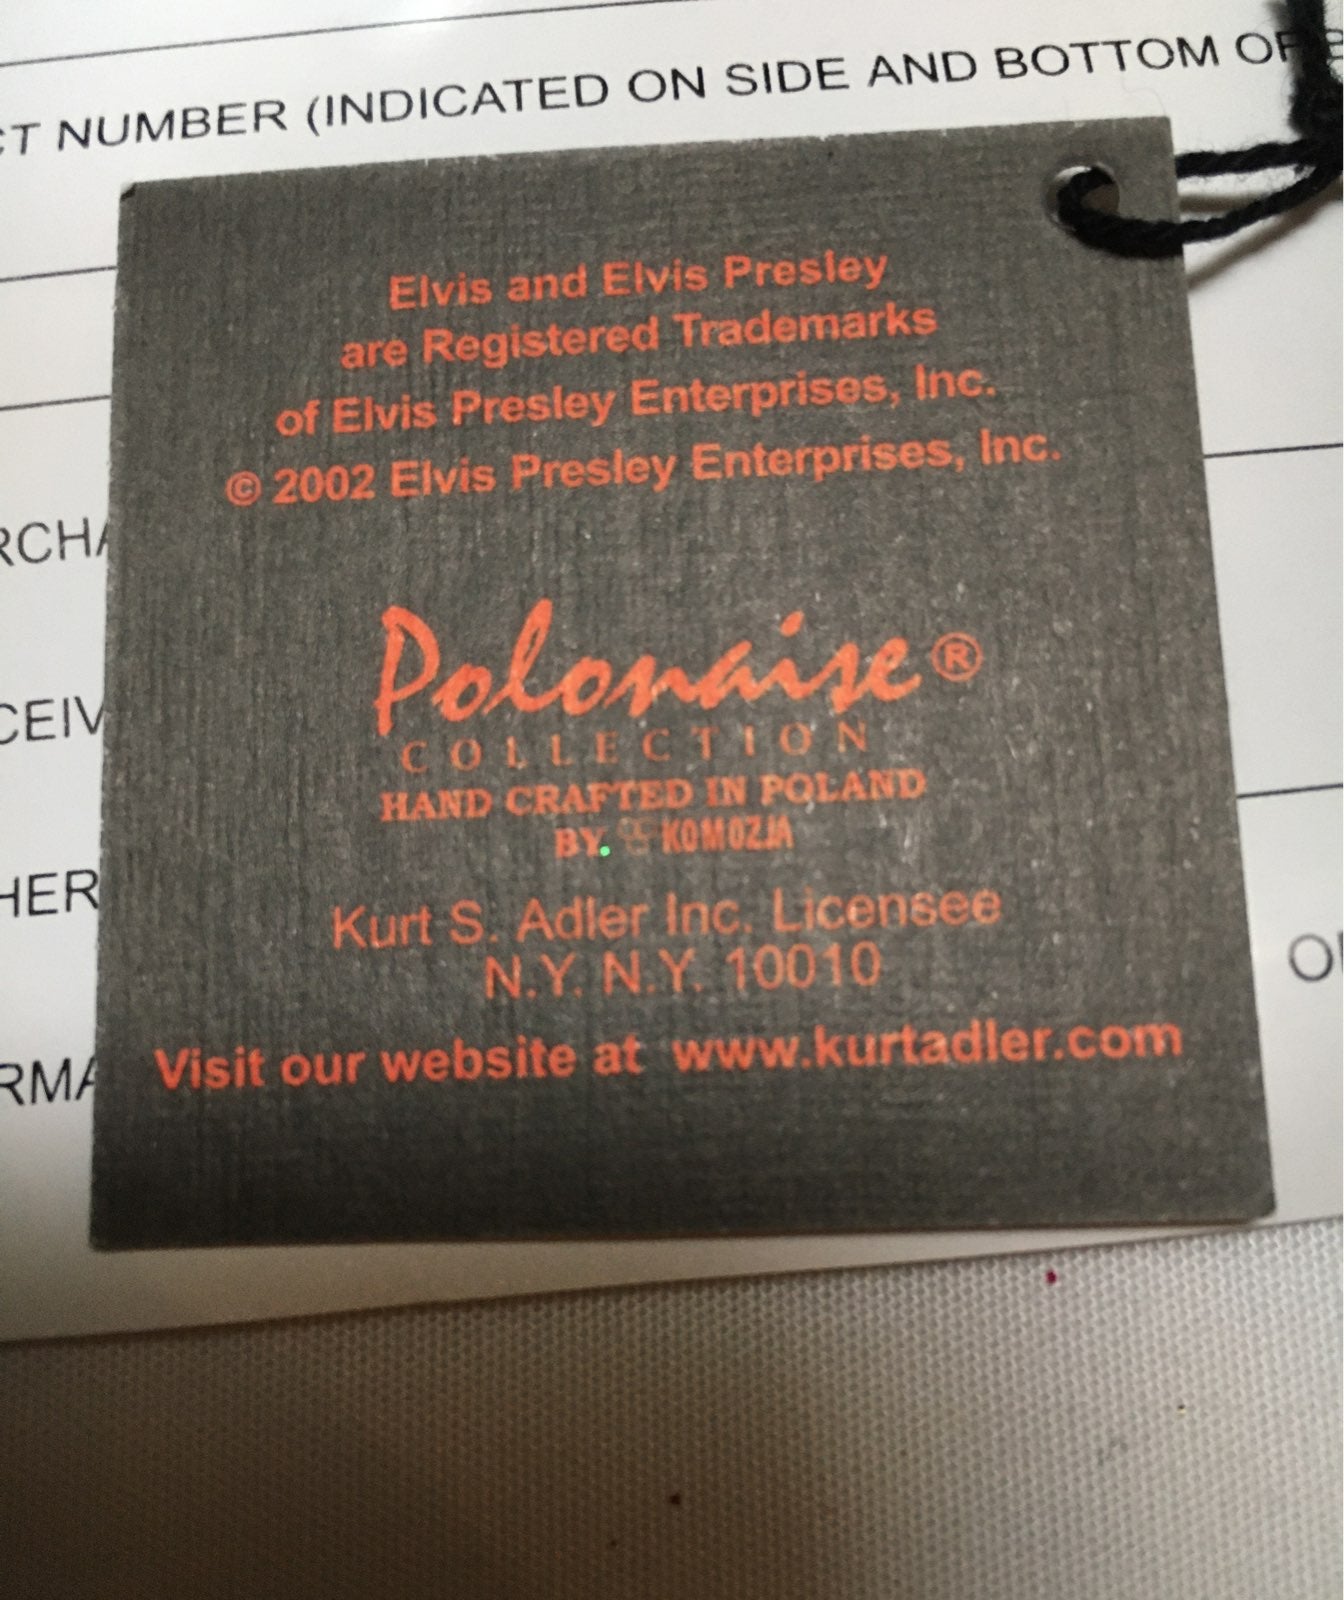 CT NUMBER (INDICATED ON SIDE AND BOTTOM OF B
Elvis and Elvis Presley
are Registered Trademarks
of Elvis Presley Enterprises, Inc.
© 2002 Elvis Presley Enterprises, Inc.
RCHA
Polonaise®
COLLECTION
CEIV
HAND CRAFTED IN POLAND
BY. KOMOZJA
HER
Kurt S. Adler Inc. Licensee
N.Y. N.Y. 10010
Visit our website at www.kurtadler.com
RMA